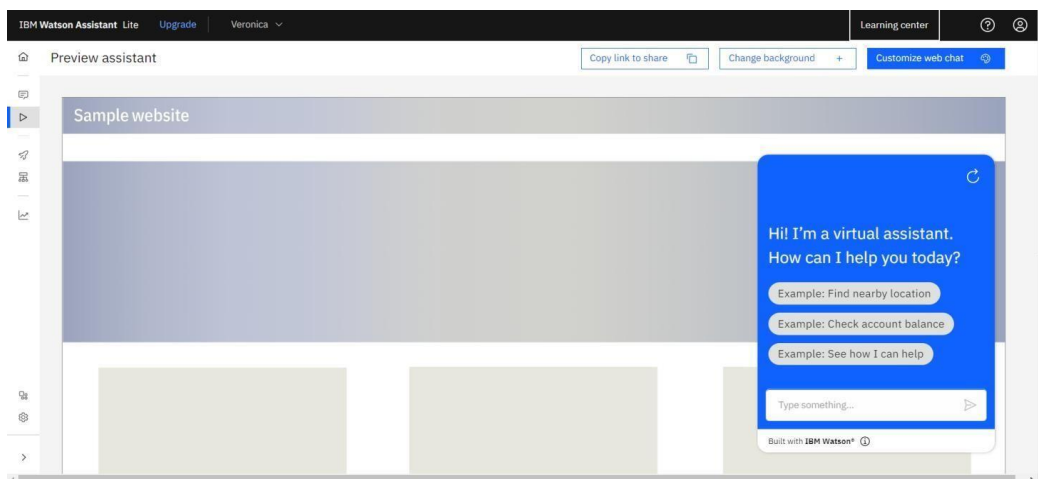 IBM Watson Assistant Lite Upgrade Veronica Learning center
Preview assistant Copy link to share Change background + Customize web chat
Sample website
Hi! I'm a virtual assistant.
How can I help you today?
Example: Find nearby location
Example: Check account balance
Example: See how I can help
Type something...
Built with IBM Watson®